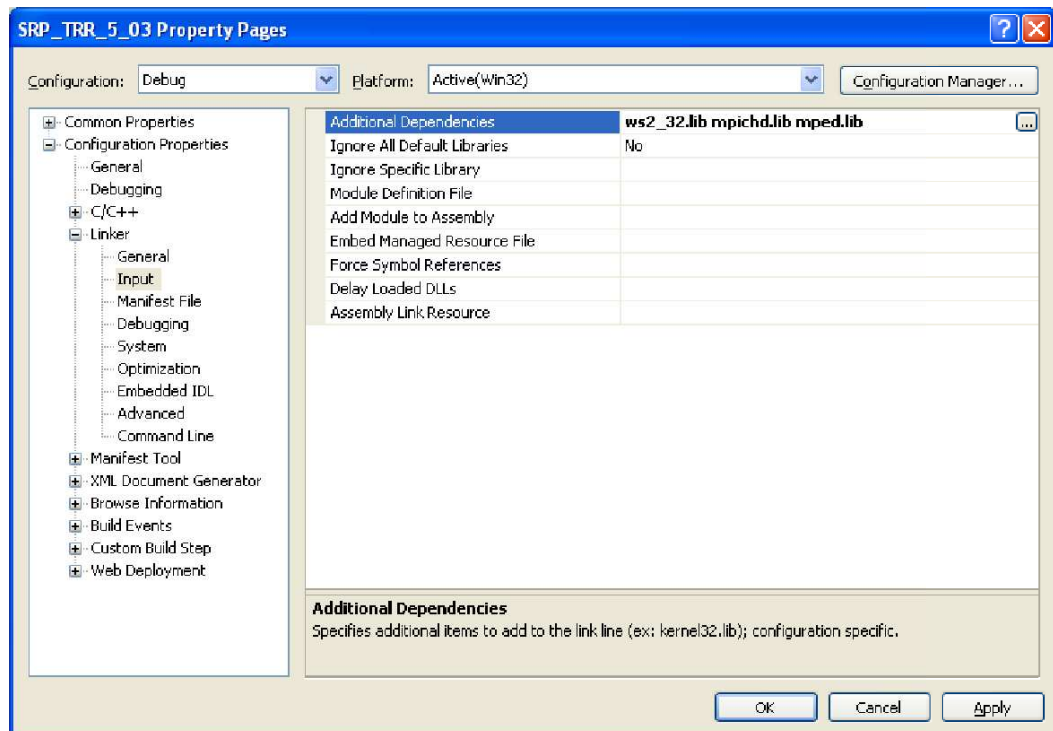 SRP_TRR_5_03 Property Pages
Configuration: Debug Platform: Active(Win32) Configuration Manager...
Common Properties
Configuration Properties
General
Debugging
C/C++
Linker
General
Input
Manifest File
Debugging
System
Optimization
Embedded IDL
Advanced
Command Line
Manifest Tool
XML Document Generator
Browse Information
Build Events
Custom Build Step
Web Deployment
Additional Dependencies ws2_32.lib mpichd.lib mped.lib ...
Ignore All Default Libraries No
Ignore Specific Library
Module Definition File
Add Module to Assembly
Embed Managed Resource File
Force Symbol References
Delay Loaded DLLs
Assembly Link Resource
Additional Dependencies
Specifies additional items to add to the link line (ex: kernel32.lib); configuration specific.
OK Cancel Apply